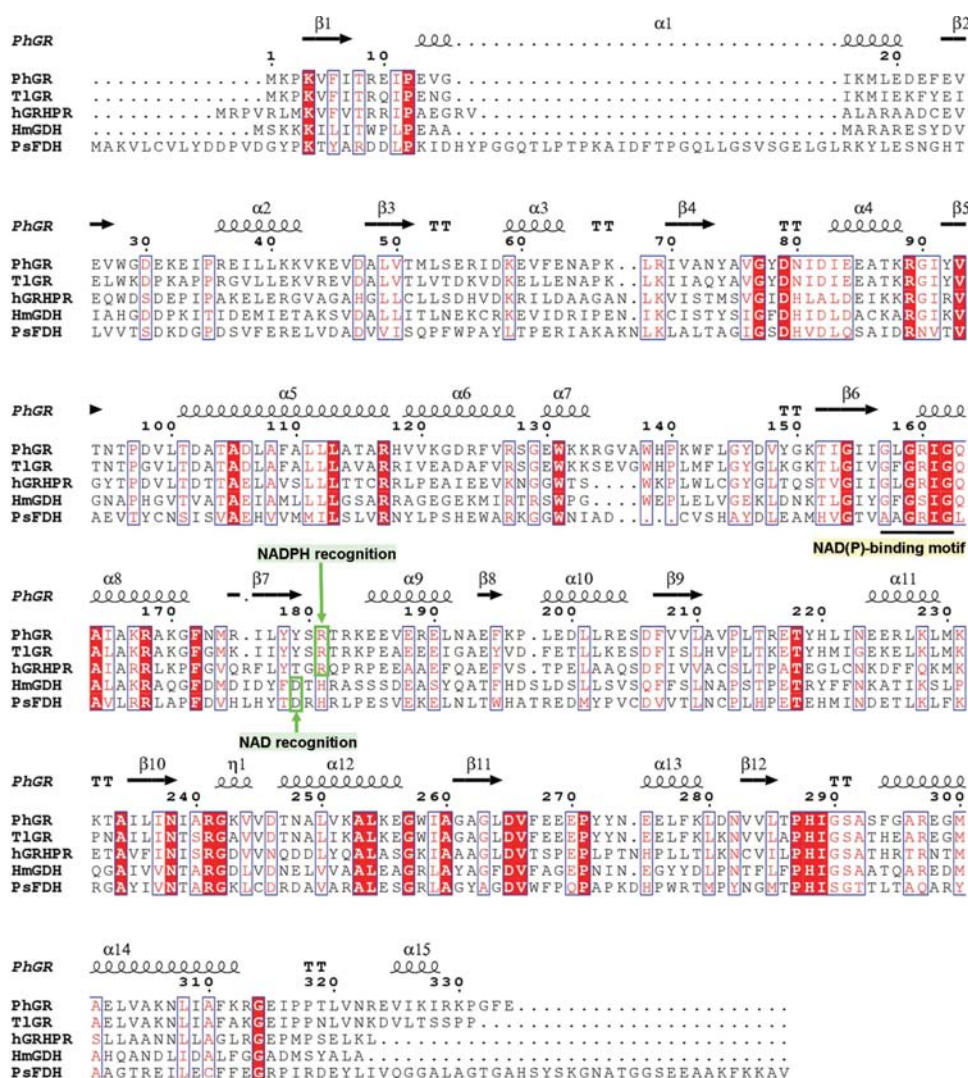 β1 α1 β2
PhGR
1 10 20
PhGR .............MKPKVFITREIPEVG...............................IKMLEDEFEV
TlGR .............MKPKVFITRQIPENG...............................IKMIEKFYEI
hGRHPR ........MRPVRLMKVFVTRRIPAEGRV.............................ALARAADCEV
HmGDH ............MSKKKILITWPLPEAA...............................MARARESYDV
PsFDH MAKVLCVLYDDPVDGYPKTYARDDLPKIDHYPGGQTLPTPKAIDFTPGQLLGSVSGELGLRKYLESNGHT
α2 β3 TT α3 TT β4 TT α4 β5
PhGR
30 40 50 60 70 80 90
PhGR EVWGDEKEIPREILLKKVKEVDALVTMLSERIDKEVFENAPK..LRIVANYAVGYDNIDIEEATKRGIYV
TlGR ELWKDPKAPPRGVLLEKVREVDALVTLVTDKVDKELLENAPK..LKIIAQYAVGYDNIDIEEATKRGIYV
hGRHPR EQWDSDEPIPAKELERGVAGAHGLLCLLSDHVDKRILDAAGAN.LKVISTMSVGIDHLALDEIKKRGIRV
HmGDH IAHGDDPKITIDEMIETAKSVDALLITLNEKCRKEVIDRIPEN.IKCISTYSIGFDHIDLDACKARGIKV
PsFDH LVVTSDKDGPDSVFERELVDADVVISQPFWPAYLTPERIAKAKNLKLALTAGIGSDHVDLQSAIDRNVTV
α5 α6 α7 TT β6
PhGR
100 110 120 130 140 150 160
PhGR TNTPDVLTDATADLAFALLLATARHVVKGDRFVRSGEWKKRGVAWHPKWFLGYDVYGKTIGIIGLGRIGQ
TlGR TNTPGVLTDATADLAFALLLATARRIVEADAFVRSGEWKKSEVGWHPLMFLGYGLKGKTLGIVGFGRIGQ
hGRHPR GYTPDVLTDTTAELAVSLLLTTCRRLPEAIEEVKNGGWTS....WKPLWLCGYGLTQSTVGIIGLGRIGQ
HmGDH GNAPHGVTVATAEIAMLLLLGSARRAGEGEKMIRTRSWPG....WEPLELVGEKLDNKTLGIYGFGSIGQ
PsFDH AEVTYCNSISVAEHVVMMILSLVRNYLPSHEWARKGGWNIAD...CVSHAYDLEAMHVGTVAAGRIGL
NAD(P)-binding motif
NADPH recognition
α8 β7 α9 β8 α10 β9 α11
PhGR
170 180 190 200 210 220 230
PhGR AIAKRAKGFNMR.ILYYSRTRKEEVERELNAEFKP.LEDLLRESDFVVLAVPLTRETYHLINEERLKLMK
TlGR ALAKRAKGFGMK.IIYYSRTRKPEAEEEIGAEYVD.FETLLKESDFISLHVPLTKETYHMIGEKELKLMK
hGRHPR AIARRLKPFGVQRFLYTGRQPRPEEAAEFQAEFVS.TPELAAQSDFIVVACSLTPATEGLCNKDFFQKMK
HmGDH ALAKRAQGFDMDIDYFDTHRASSSDEASYQATFHDSLDSLLSVSQFFSLNAPSTPETRYFFNKATIKSLP
PsFDH AVLRRLAPFDVHLHYTDRHRLPESVEKELNLTWHATREDMYPVCDVVTLNCPLHPETEHMINDETLKLFK
NAD recognition
TT β10 η1 α12 β11 α13 β12 TT
PhGR
240 250 260 270 280 290 300
PhGR KTAILINIARGKVVDTNALVKALKEGWIAGAGLDVFEEEPYYN.EELFKLDNVVLTPHIGSASFGAREGM
TlGR PNAILINTSRGAVVDTNALIKALKEGWIAGAGLDVFEEEPYYN.EELFKLKNVVLAPHIGSATHEAREGM
hGRHPR ETAVFINISRGDVVNQDDLYQALASGKIAAAGLDVTSPEPLPTNHPLLTLKNCVILPHIGSATHRTRNTM
HmGDH QGAIVVNTARGDLVDNELVVQALEAGRLAYAGFDVFAGEPNIN.EGYYDLPNTFLFPHIGSAATQAREDM
PsFDH RGAYIVNTARGKLCDRDAVARALESGRLAGYAGDVWFPQPAPKDHPWRTMPYNGMTPHISGTTLTAQARY
α14 TT α15
PhGR
310 320 330
PhGR AELVAKNLIAFKRGEIPPTLVNREVIKIRKPGFE......................
TlGR AELVAKNLIAFAKGEIPPNLVNKDVLTSSPP.........................
hGRHPR SLLAANNLLAGLRGEPMPSELKL.................................
HmGDH AHQANDLIDALFGGADMSYALA..................................
PsFDH AAGTREILECFFEGRPIRDEYLIVQGGALAGTGAHSYSKGNATGGSEEAAKFKKAV